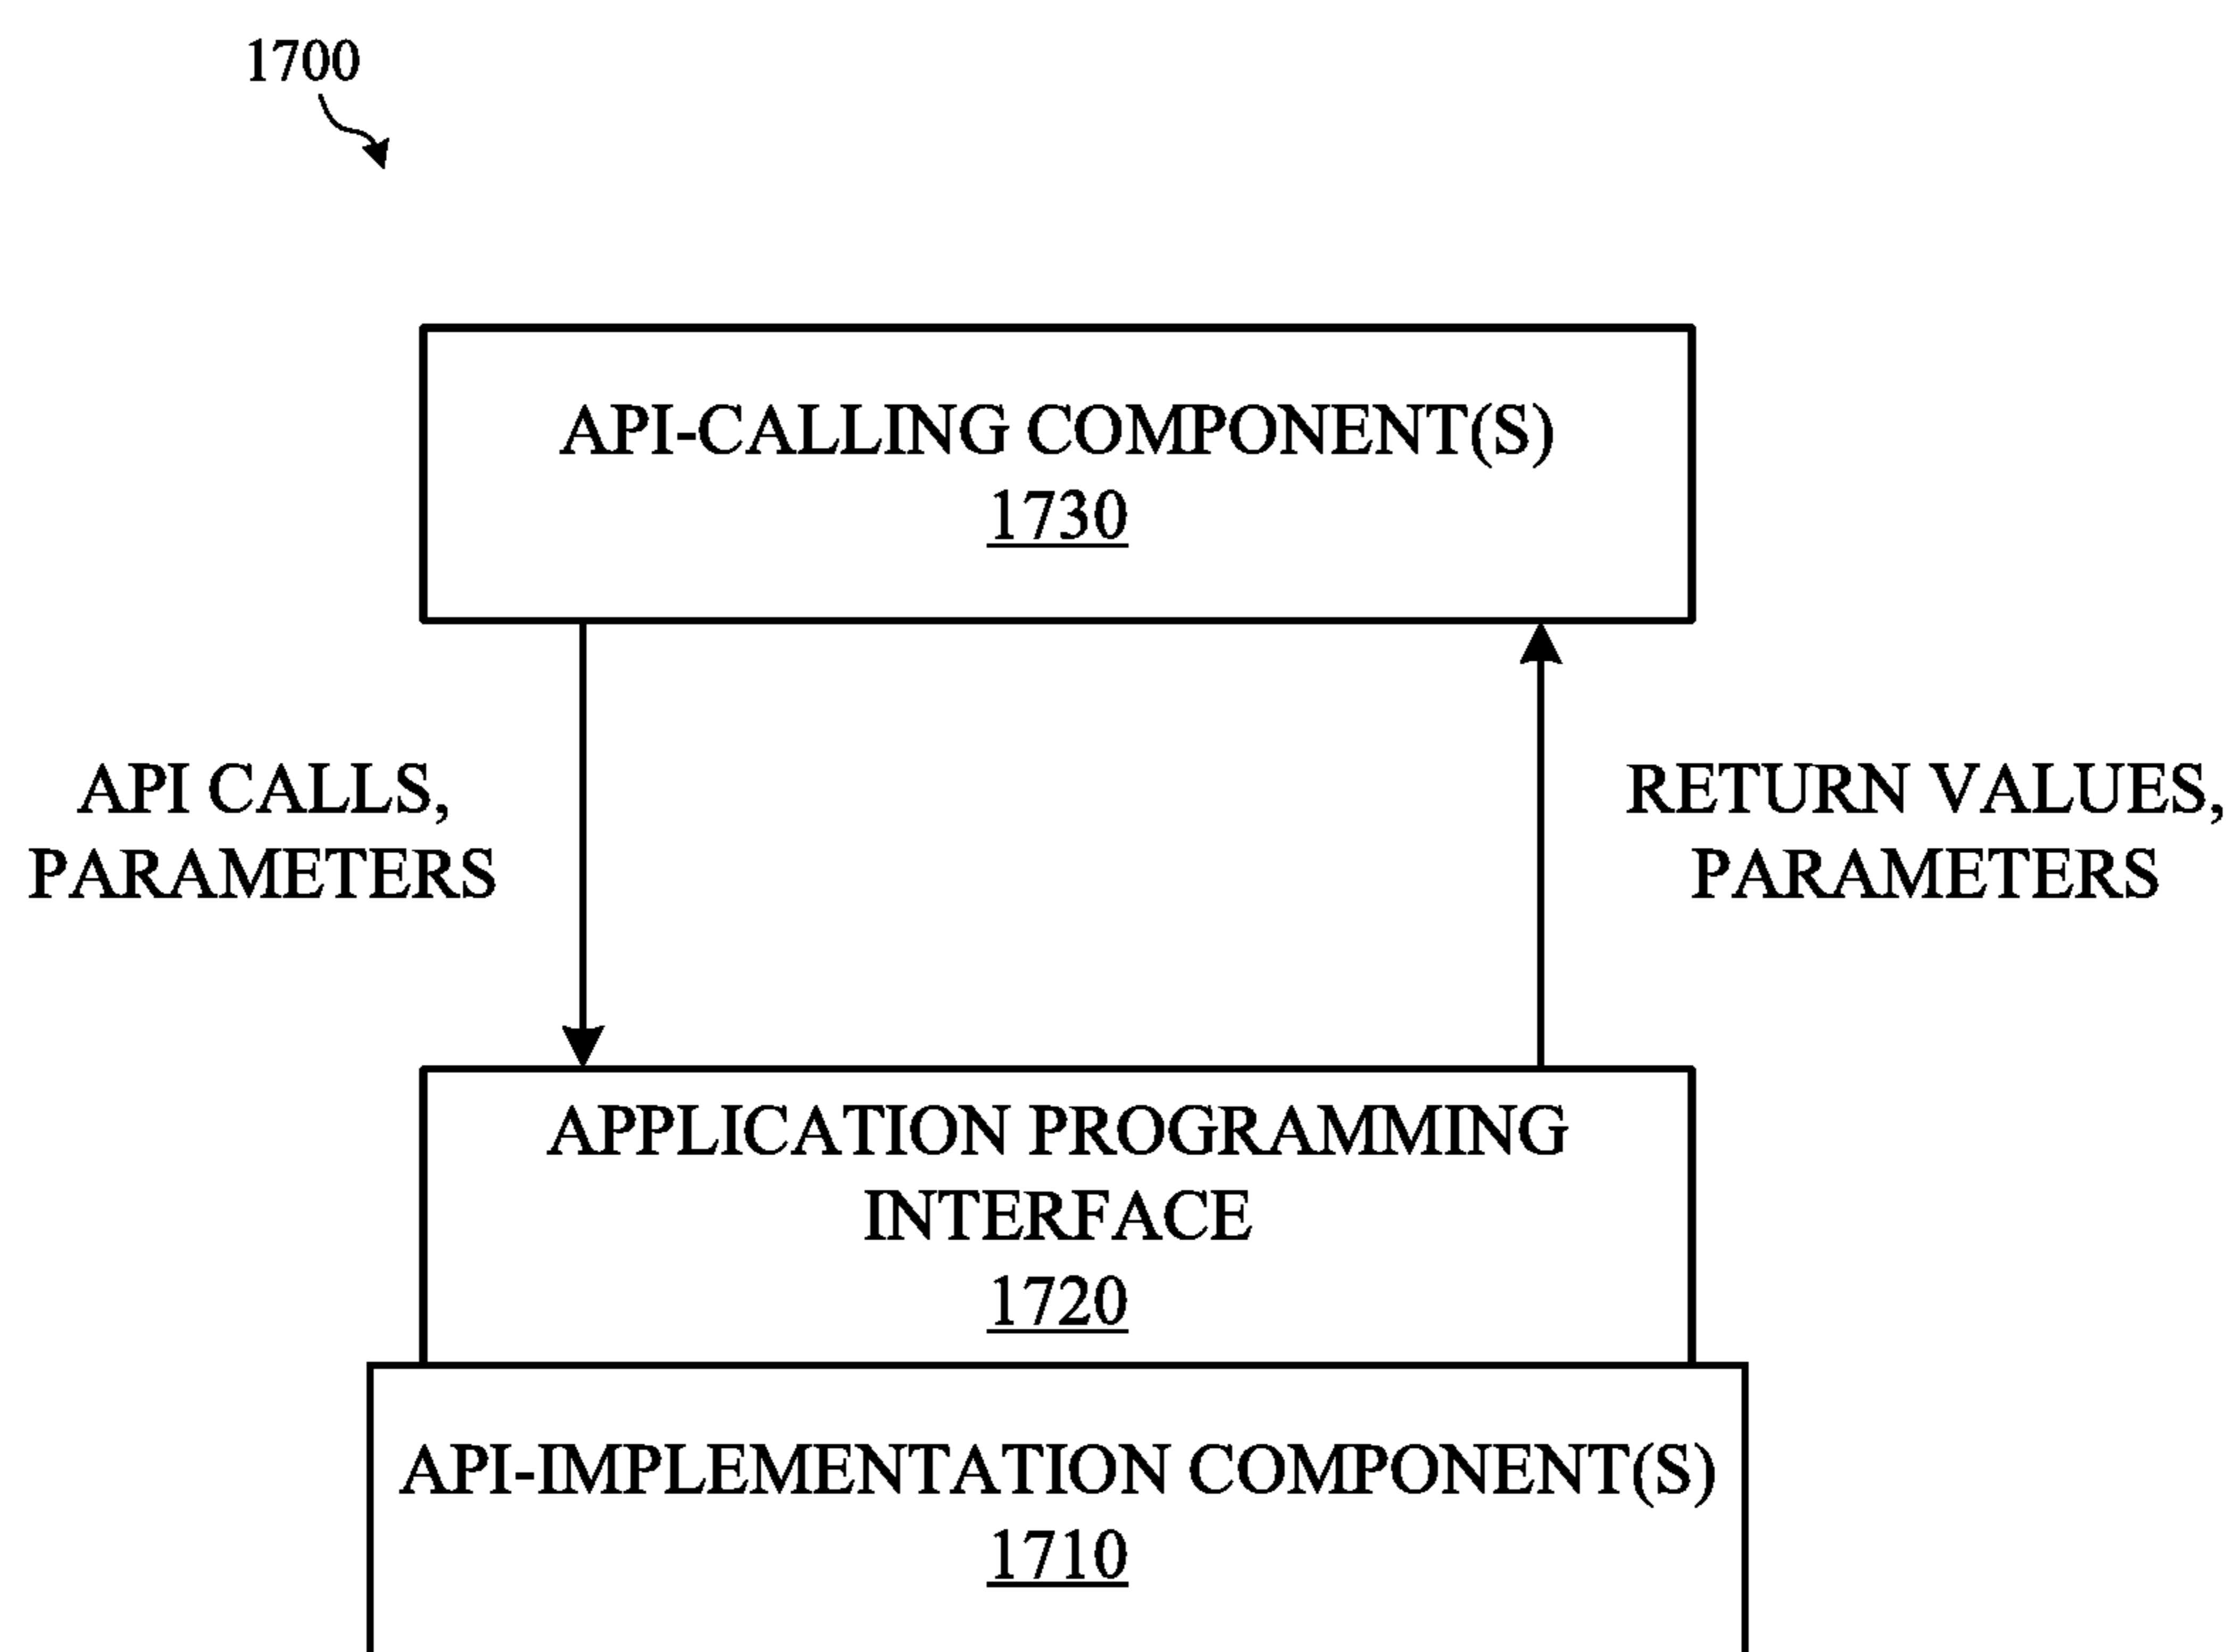 1700
API-CALLING COMPONENT(S)
1730
API CALLS,
PARAMETERS
RETURN VALUES,
PARAMETERS
APPLICATION PROGRAMMING
INTERFACE
1720
API-IMPLEMENTATION COMPONENT(S)
1710